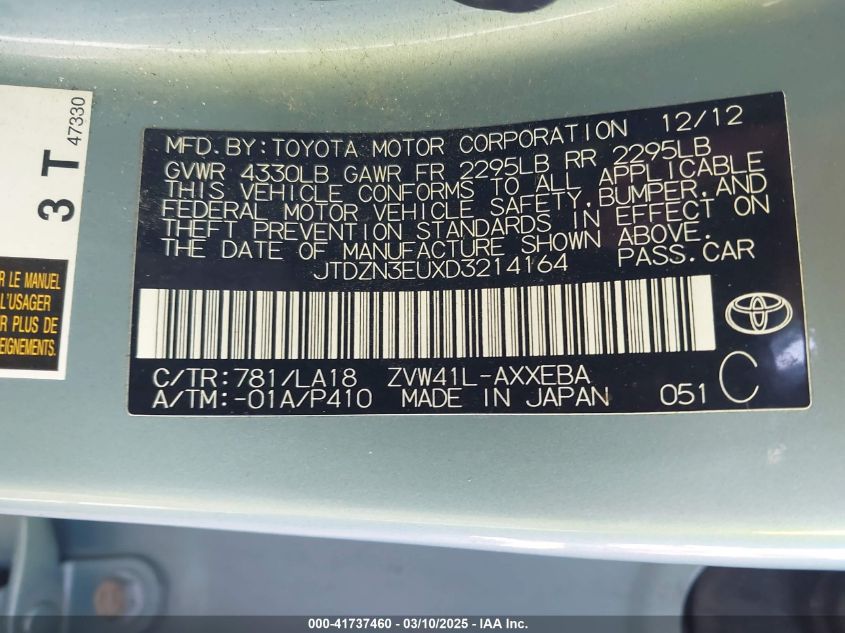 3 T
47330
R LE MANUEL
L'USAGER
R PLUS DE
EIGNEMENTS.
MFD. BY: TOYOTA MOTOR CORPORATION 12/12
GVWR 4330LB GAWR FR 2295LB RR 2295LB
THIS VEHICLE CONFORMS TO ALL APPLICABLE
FEDERAL MOTOR VEHICLE SAFETY, BUMPER, AND
THEFT PREVENTION STANDARDS IN EFFECT ON
THE DATE OF MANUFACTURE SHOWN ABOVE.
JTDZN3EUXD3214164 PASS. CAR
C/TR: 781/LA18 ZVW41L-AXXEBA
A/TM: -01A/P410 MADE IN JAPAN 051 C
000-41737460 - 03/10/2025 - IAA Inc.